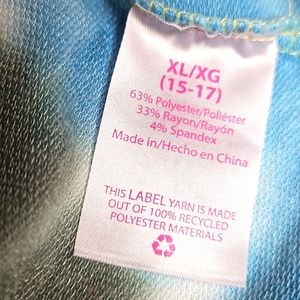 XL/XG
(15-17)
63% Polyester/Poliéster
33% Rayon/Rayón
4% Spandex
Made in/Hecho en China
THIS LABEL YARN IS MADE
OUT OF 100% RECYCLED
POLYESTER MATERIALS